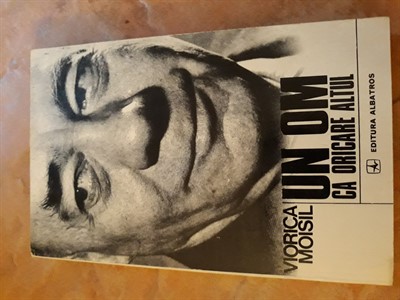 VIORICA
MOISIL
UN OM
CA ORICARE ALTUL
EDITURA ALBATROS